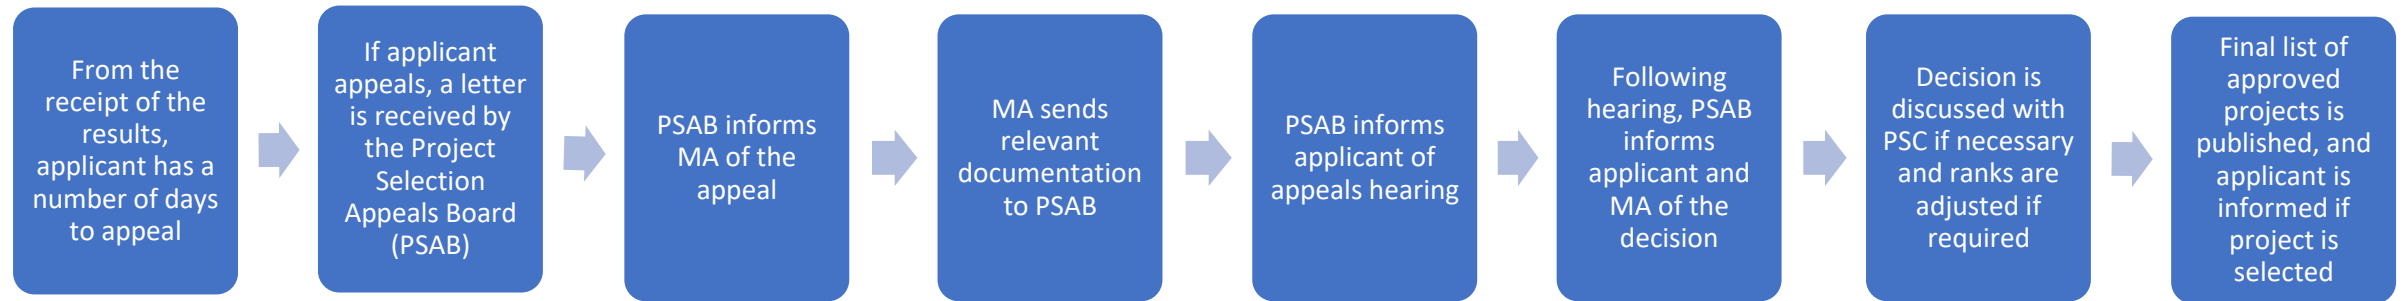 From the
receipt of the
results,
applicant has a
number of days
to appeal
If applicant
appeals, a letter
is received by
the Project
Selection
Appeals Board
(PSAB)
PSAB informs
MA of the
appeal
MA sends
relevant
documentation
to PSAB
PSAB informs
applicant of
appeals hearing
Following
hearing, PSAB
informs
applicant and
MA of the
decision
Decision is
discussed with
PSC if necessary
and ranks are
adjusted if
required
Final list of
approved
projects is
published, and
applicant is
informed if
project is
selected